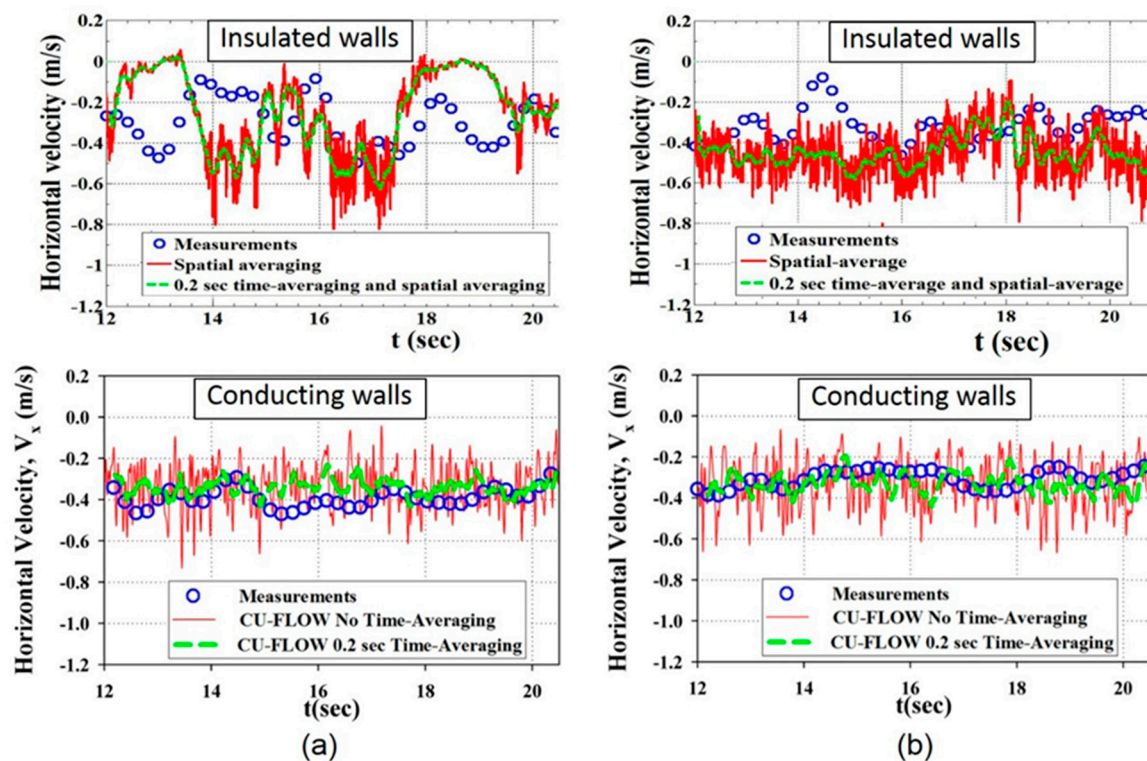 Insulated walls
Horizontal velocity (m/s)
0.2
0
-0.2
-0.4
-0.6
-0.8
-1
-1.2
Measurements
Spatial averaging
0.2 sec time-averaging and spatial averaging
12 14 16 18 20
t (sec)
Insulated walls
Horizontal velocity (m/s)
0.2
0
-0.2
-0.4
-0.6
-0.8
-1
-1.2
Measurements
Spatial-average
0.2 sec time-average and spatial-average
12 14 16 18 20
t (sec)
Conducting walls
Horizontal Velocity, Vx (m/s)
0.2
0.0
-0.2
-0.4
-0.6
-0.8
-1.0
-1.2
Measurements
CU-FLOW No Time-Averaging
CU-FLOW 0.2 sec Time-Averaging
12 14 16 18 20
t(sec)
(a)
Conducting walls
Horizontal Velocity, Vx (m/s)
0.2
0.0
-0.2
-0.4
-0.6
-0.8
-1.0
-1.2
Measurements
CU-FLOW No Time-Averaging
CU-FLOW 0.2 sec Time-Averaging
12 14 16 18 20
t(sec)
(b)